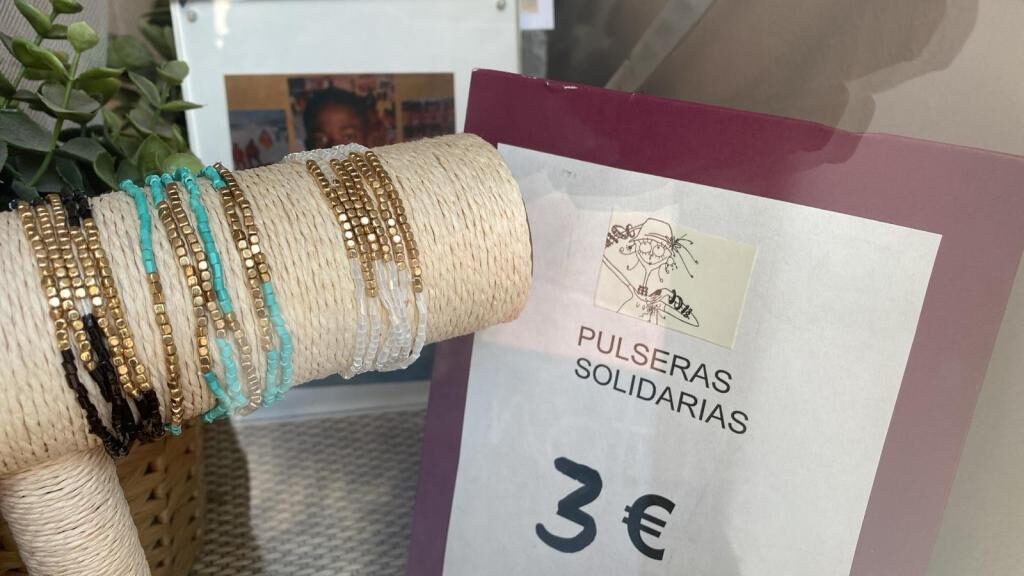 PULSERAS
SOLIDARIAS
3 €